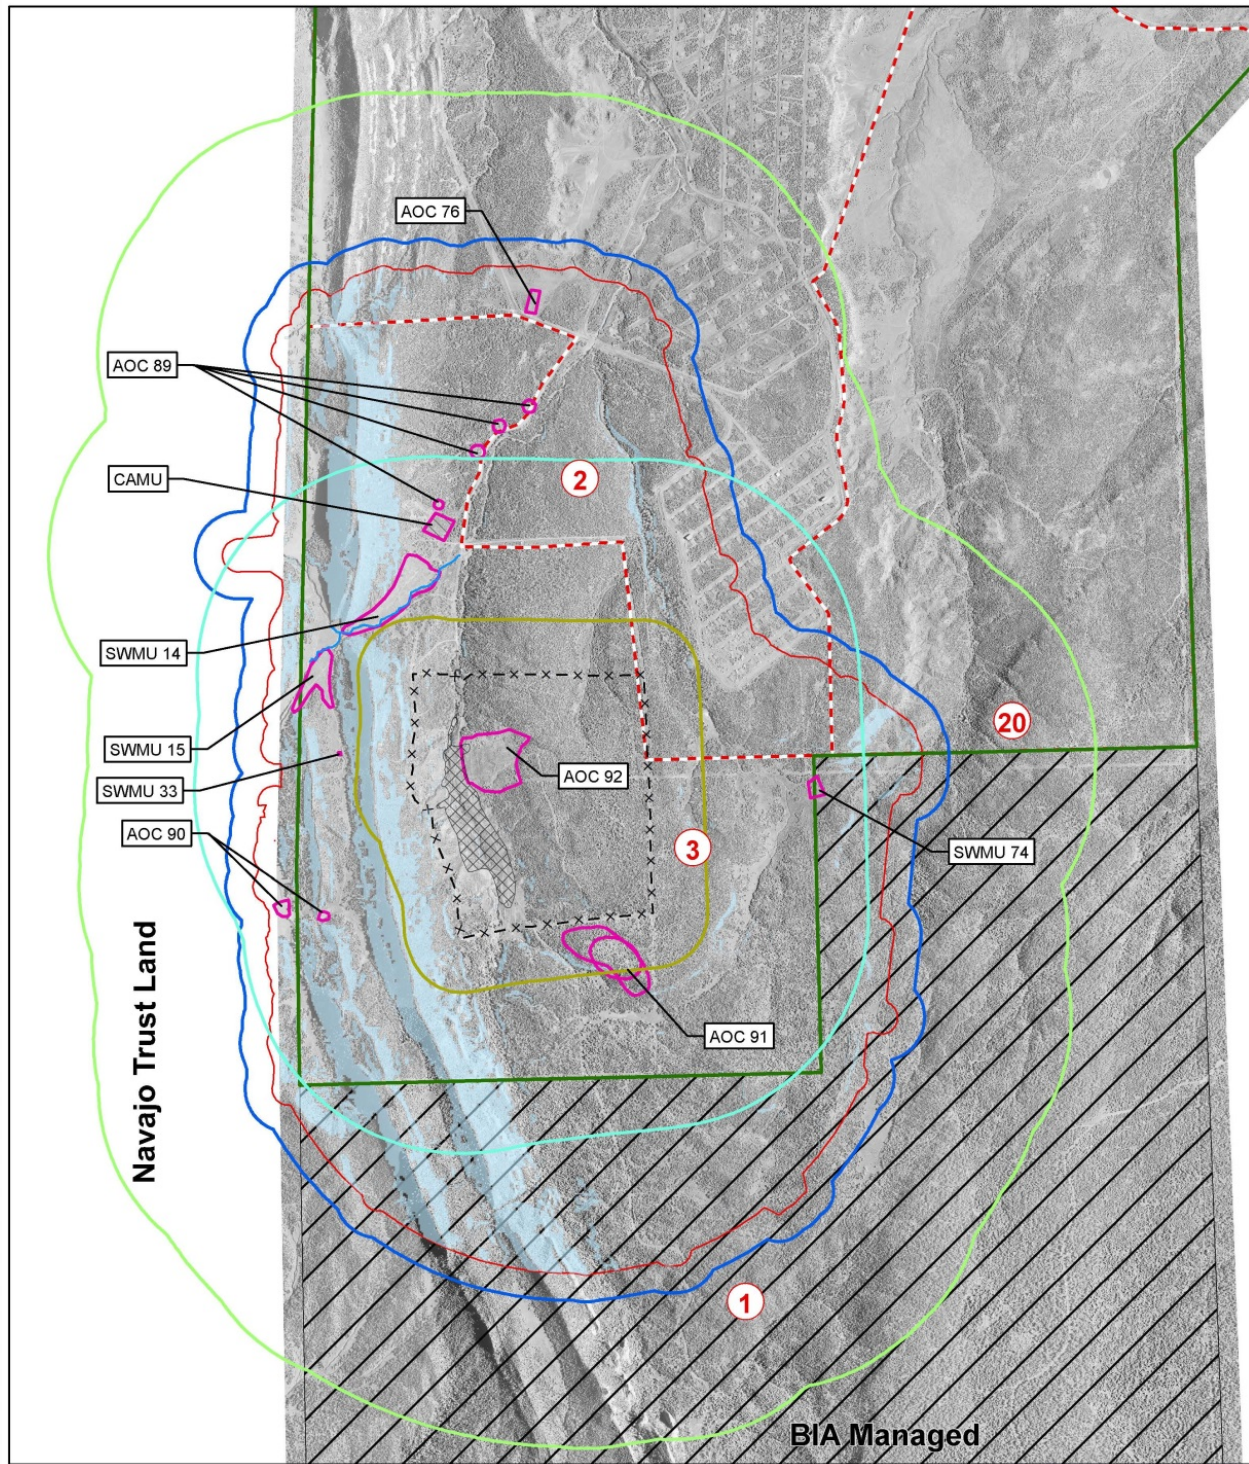 AOC 76
AOC 89
CAMU
2
SWMU 14
SWMU 15
20
SWMU 33
AOC 92
AOC 90
3
SWMU 74
Navajo Trust Land
AOC 91
1
BIA Managed